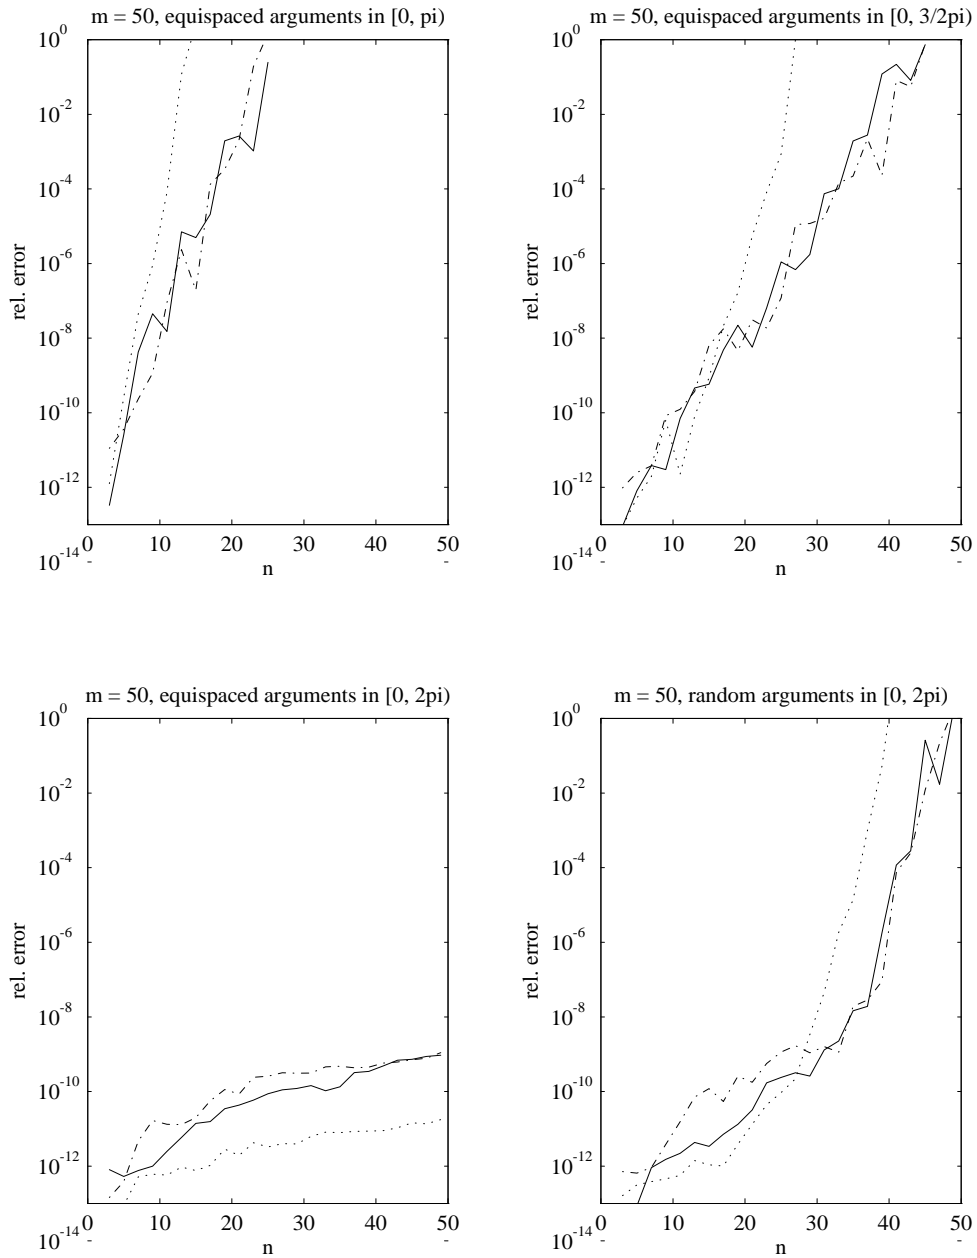 m = 50, equispaced arguments in [0, pi)
10^0
10^-2
10^-4
10^-6
10^-8
10^-10
10^-12
10^-14
rel. error
0 10 20 30 40 50
- -
n
m = 50, equispaced arguments in [0, 3/2pi)
10^0
10^-2
10^-4
10^-6
10^-8
10^-10
10^-12
10^-14
rel. error
0 10 20 30 40 50
- -
n
m = 50, equispaced arguments in [0, 2pi)
10^0
10^-2
10^-4
10^-6
10^-8
10^-10
10^-12
10^-14
rel. error
0 10 20 30 40 50
- -
n
m = 50, random arguments in [0, 2pi)
10^0
10^-2
10^-4
10^-6
10^-8
10^-10
10^-12
10^-14
rel. error
0 10 20 30 40 50
- -
n